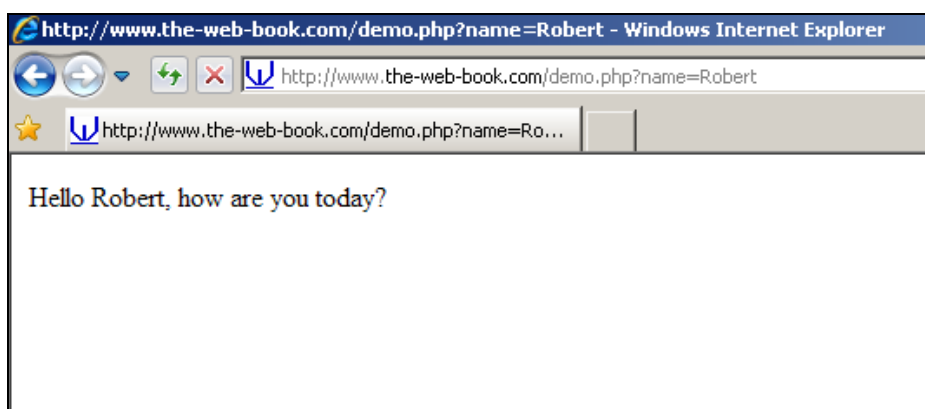 http://www.the-web-book.com/demo.php?name=Robert - Windows Internet Explorer
http://www.the-web-book.com/demo.php?name=Robert
http://www.the-web-book.com/demo.php?name=Ro...
Hello Robert, how are you today?